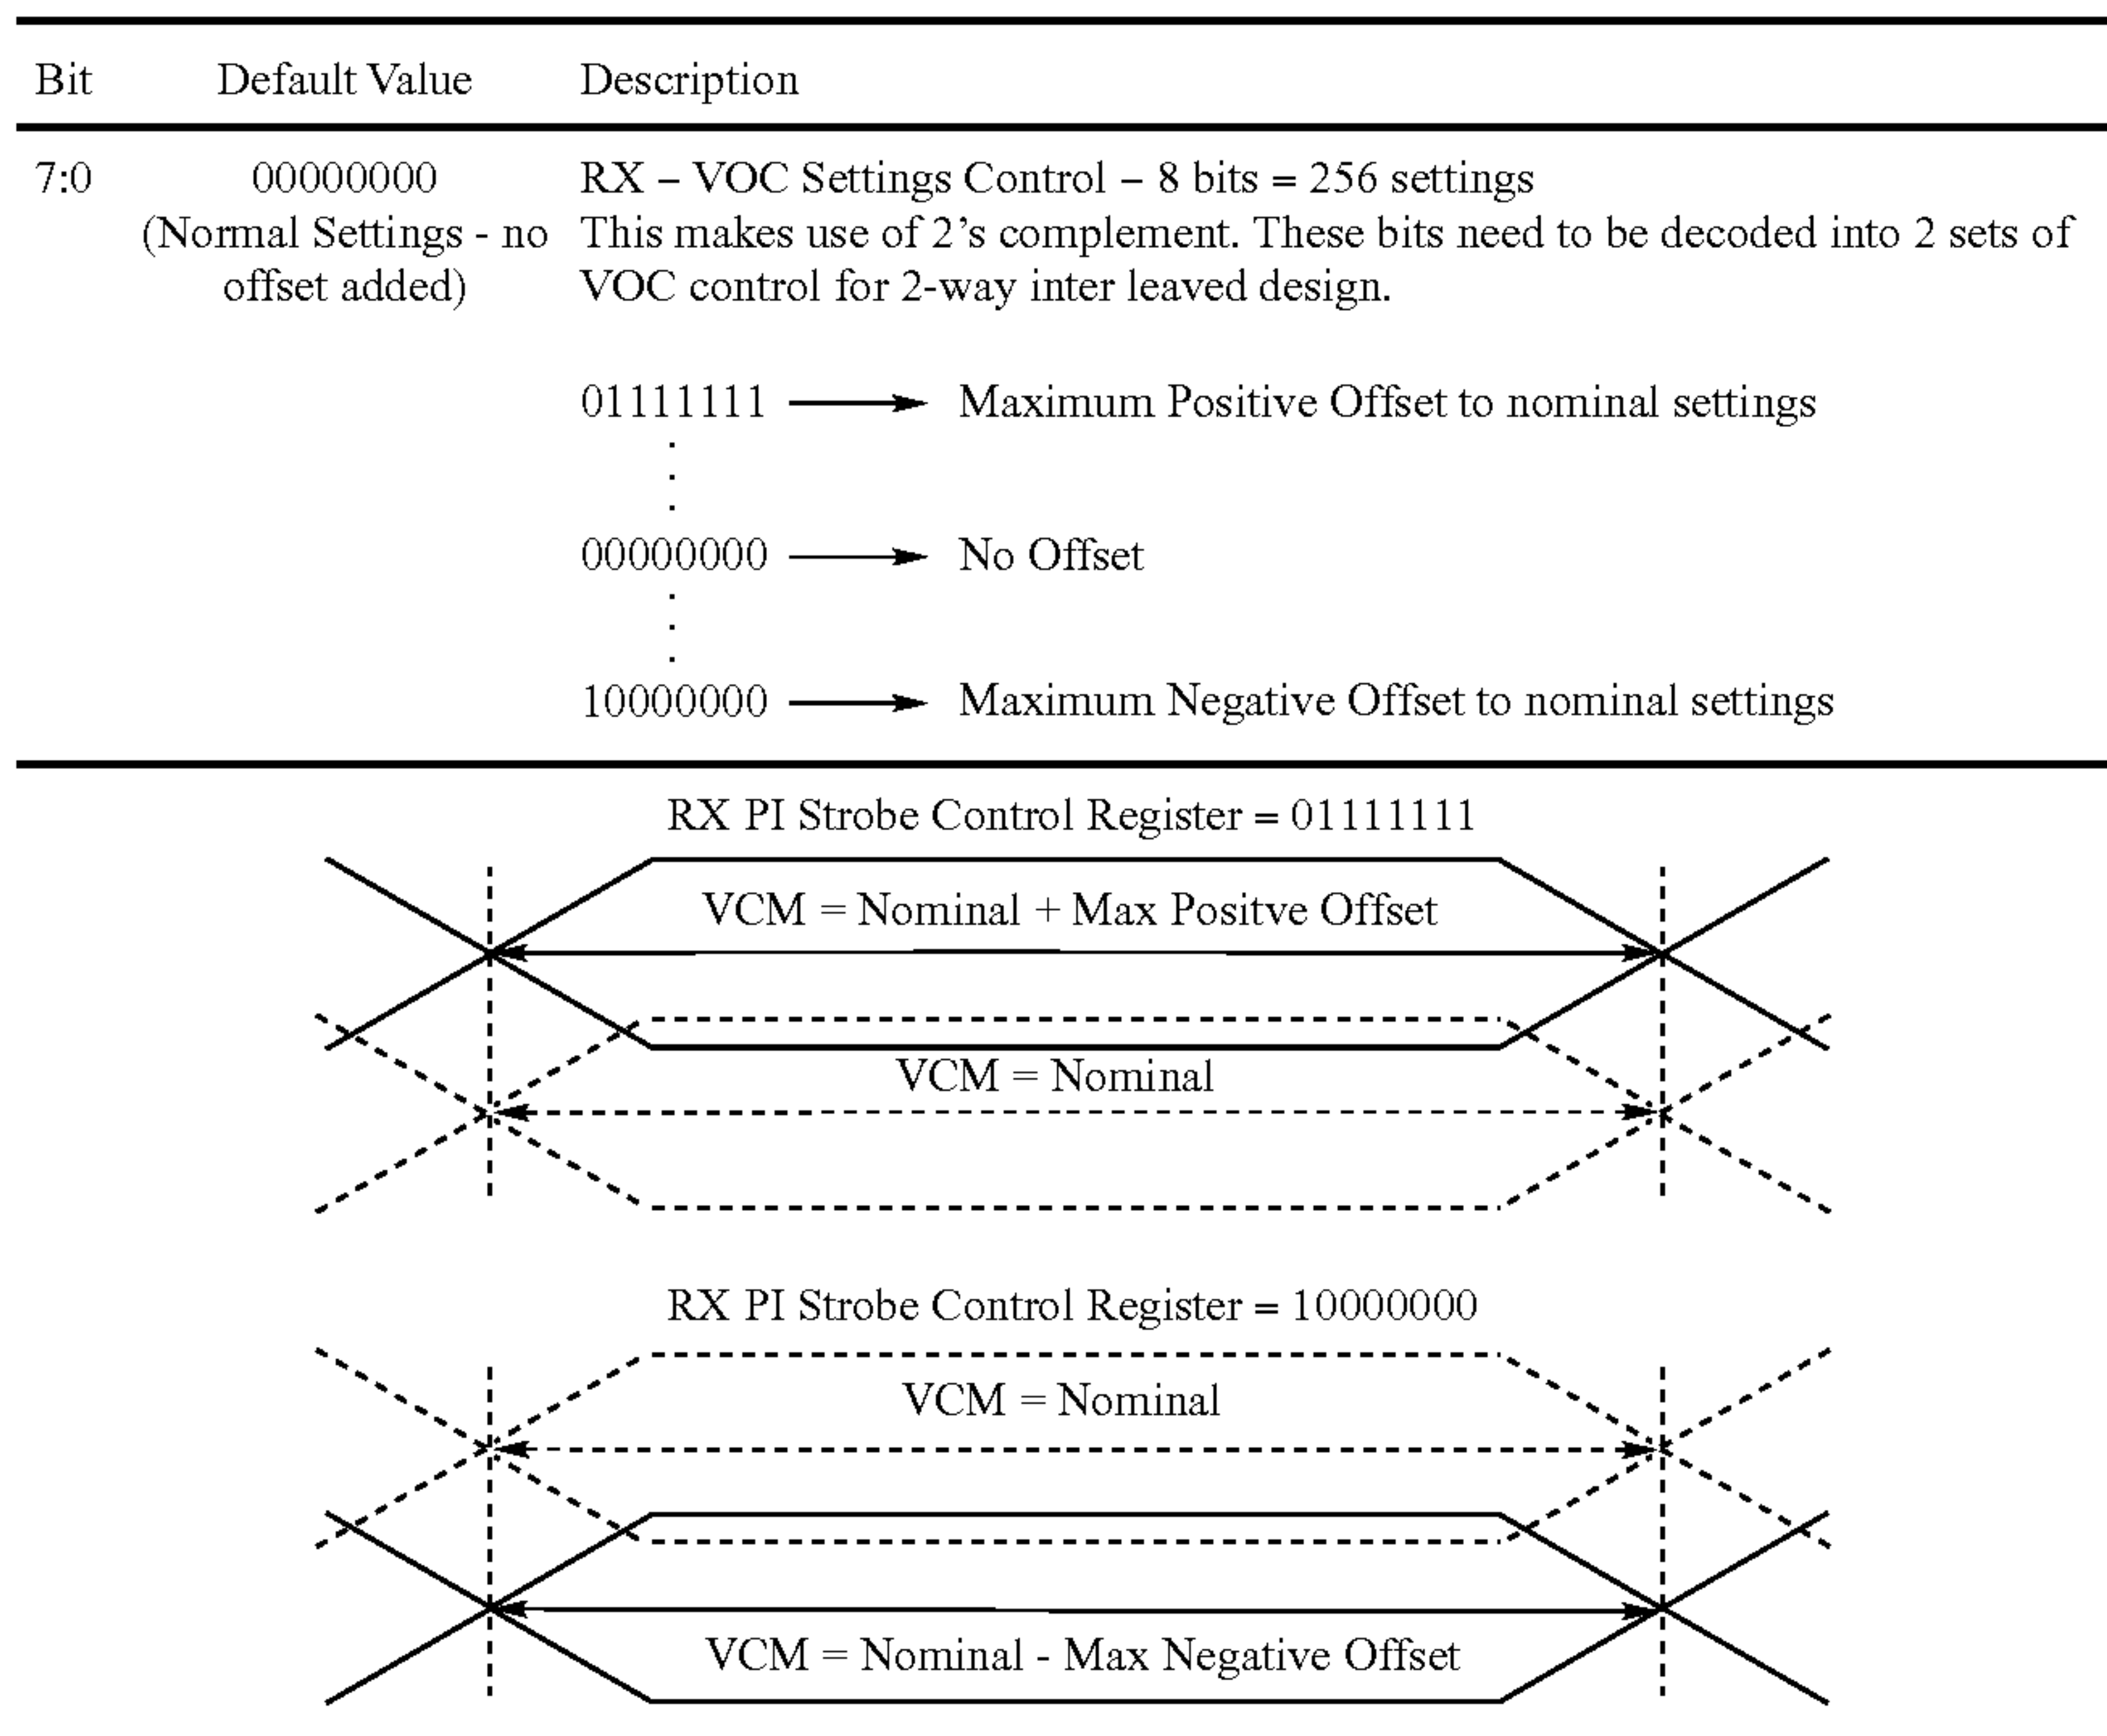 Bit Default Value Description
7:0 00000000 RX – VOC Settings Control – 8 bits = 256 settings
(Normal Settings - no This makes use of 2’s complement. These bits need to be decoded into 2 sets of
offset added) VOC control for 2-way inter leaved design.
01111111 Maximum Positive Offset to nominal settings
00000000 No Offset
10000000 Maximum Negative Offset to nominal settings
RX PI Strobe Control Register = 01111111
VCM = Nominal + Max Positve Offset
VCM = Nominal
RX PI Strobe Control Register = 10000000
VCM = Nominal
VCM = Nominal - Max Negative Offset